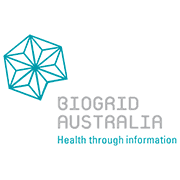 BIOGRID
AUSTRALIA
Health through information